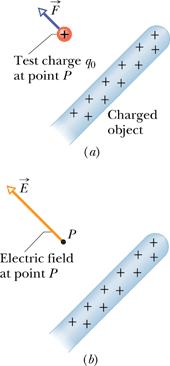 F
+
Test charge q0
at point P
+ + + + + + + + + + + + + +
Charged
object
(a)
E
P
Electric field
at point P
+ + + + + + + + + + + + + +
(b)